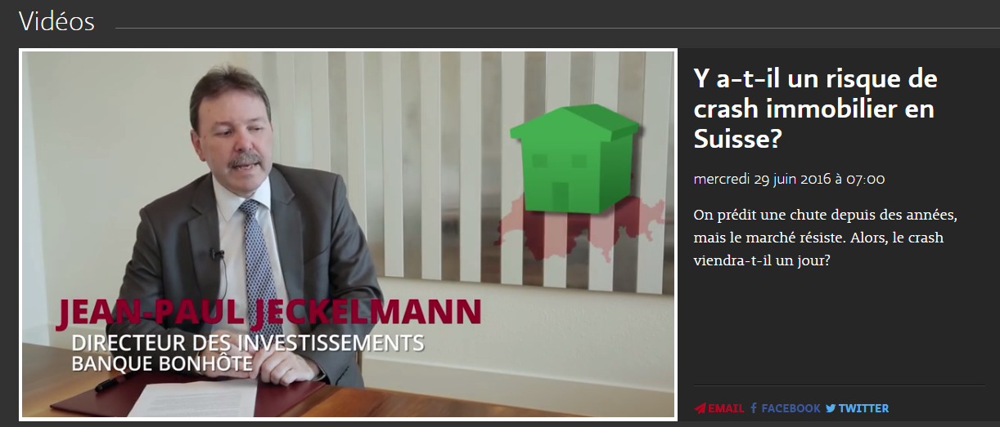 Vidéos
JEAN-PAUL JECKELMANN
DIRECTEUR DES INVESTISSEMENTS
BANQUE BONHÔTE
Y a-t-il un risque de
crash immobilier en
Suisse?
mercredi 29 juin 2016 à 07:00
On prédit une chute depuis des années,
mais le marché résiste. Alors, le crash
viendra-t-il un jour?
EMAIL FACEBOOK TWITTER